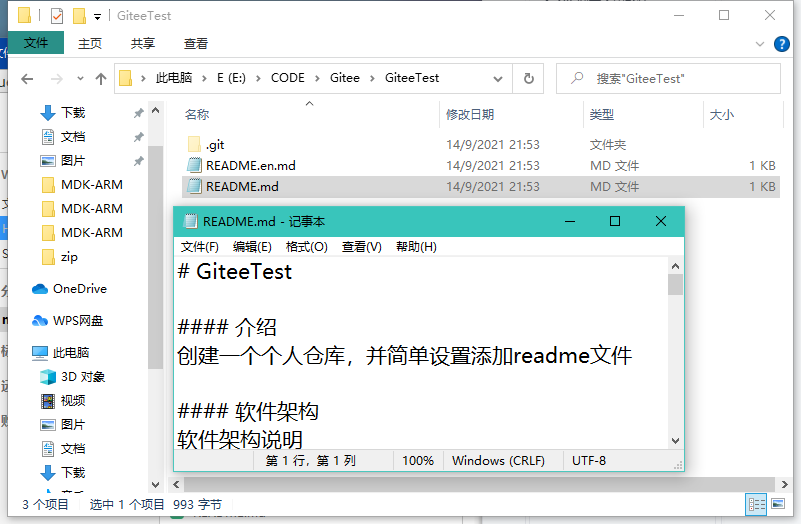 GiteeTest
文件 主页 共享 查看
此电脑 E (E:) CODE Gitee GiteeTest 搜索"GiteeTest"
下载
文档
图片
MDK-ARM
MDK-ARM
MDK-ARM
zip
OneDrive
WPS网盘
此电脑
3D 对象
视频
图片
文档
下载
名称 修改日期 类型 大小
.git 14/9/2021 21:53 文件夹
README.en.md 14/9/2021 21:53 MD 文件 1 KB
README.md 14/9/2021 21:53 MD 文件 1 KB
README.md - 记事本
文件(F) 编辑(E) 格式(O) 查看(V) 帮助(H)
# GiteeTest
#### 介绍
创建一个个人仓库，并简单设置添加readme文件
#### 软件架构
软件架构说明
第 1 行，第 1 列 100% Windows (CRLF) UTF-8
3 个项目 选中 1 个项目 993 字节